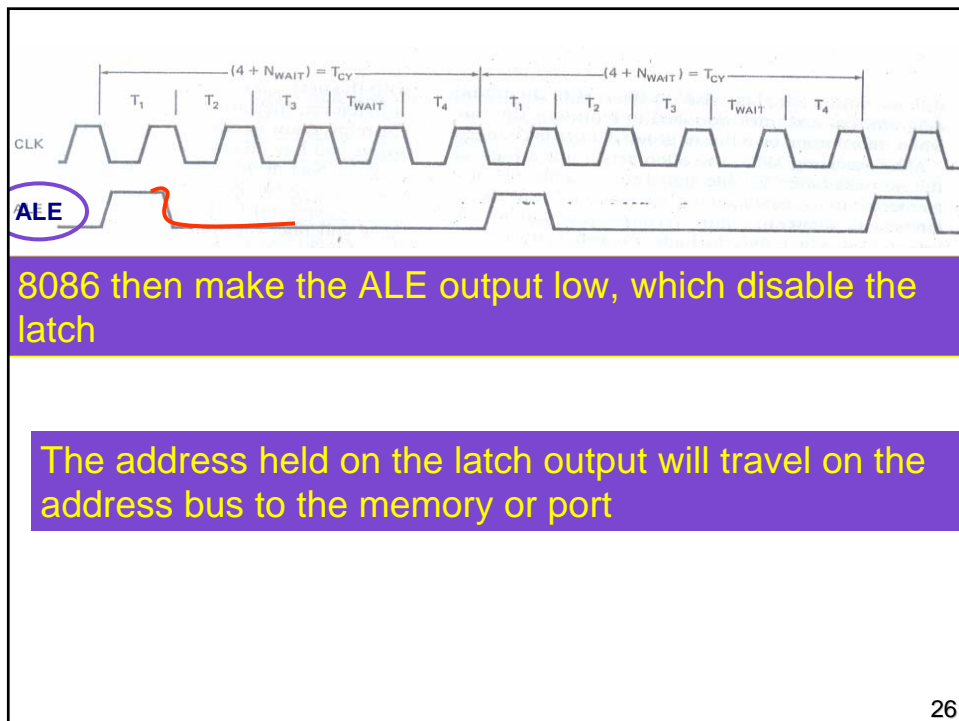 (4 + N_WAIT) = T_CY (4 + N_WAIT) = T_CY
T₁ T₂ T₃ T_WAIT T₄ T₁ T₂ T₃ T_WAIT T₄
CLK
ALE
8086 then make the ALE output low, which disable the
latch
The address held on the latch output will travel on the
address bus to the memory or port
26